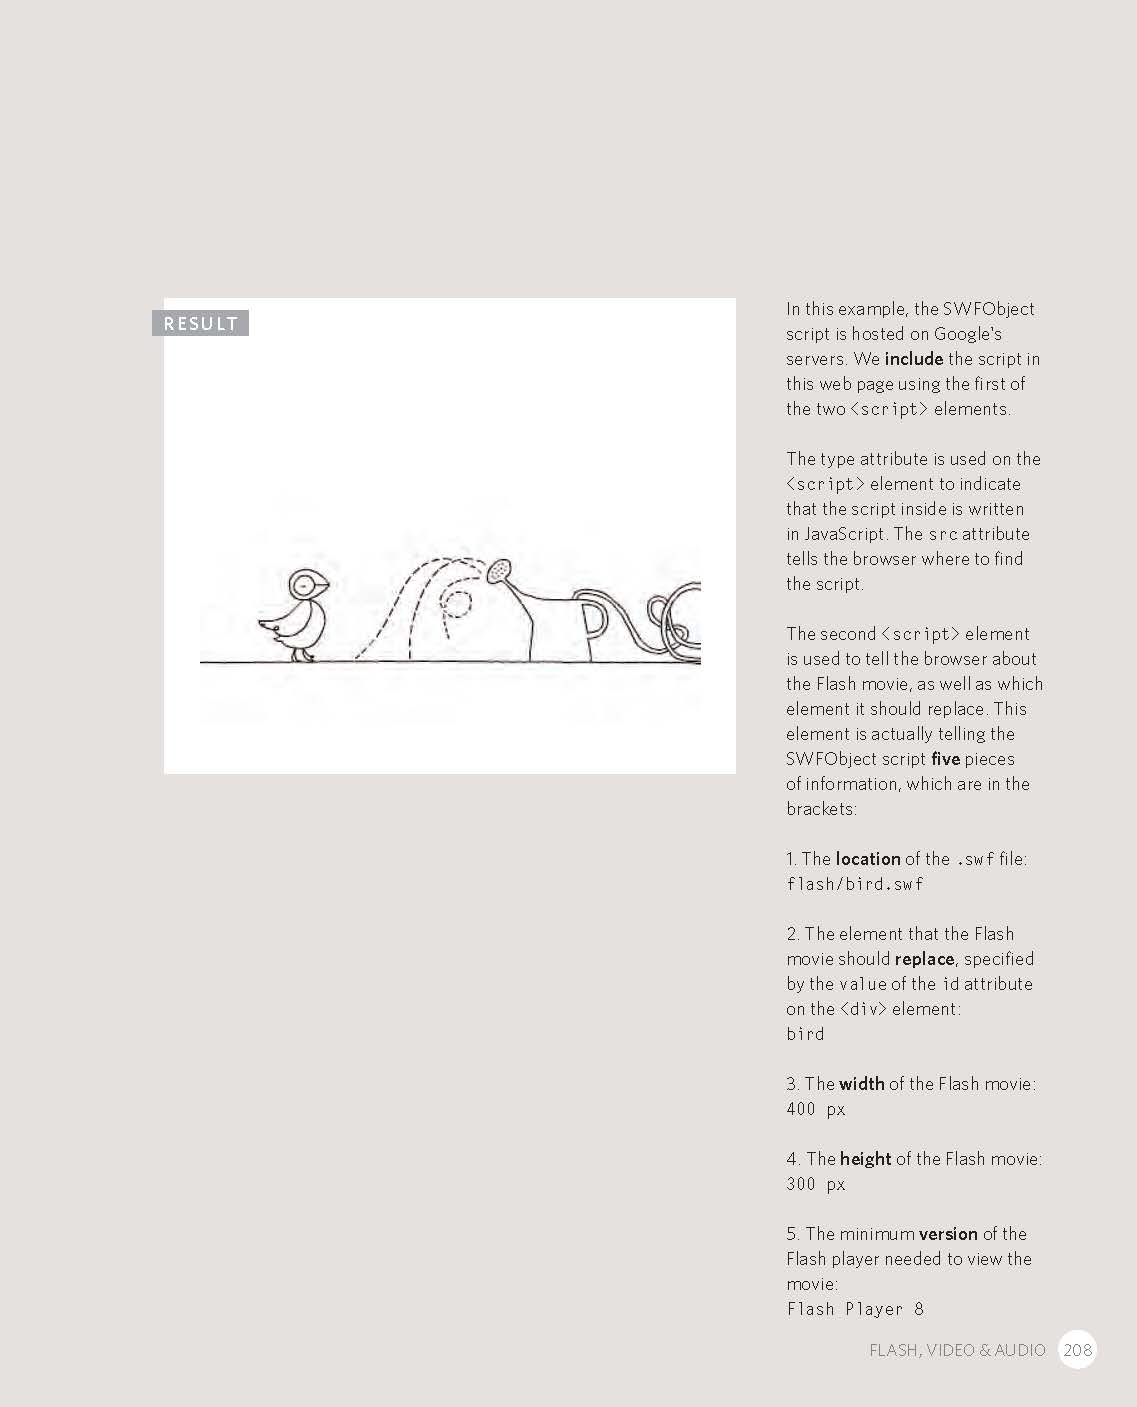 RESULT
In this example, the SWFObject
script is hosted on Google's
servers. We include the script in
this web page using the first of
the two <script> elements.
The type attribute is used on the
<script> element to indicate
that the script inside is written
in JavaScript. The src attribute
tells the browser where to find
the script.
The second <script> element
is used to tell the browser about
the Flash movie, as well as which
element it should replace. This
element is actually telling the
SWFObject script five pieces
of information, which are in the
brackets:
1. The location of the .swf file:
flash/bird.swf
2. The element that the Flash
movie should replace, specified
by the value of the id attribute
on the <div> element:
bird
3. The width of the Flash movie:
400 px
4. The height of the Flash movie:
300 px
5. The minimum version of the
Flash player needed to view the
movie:
Flash Player 8
FLASH, VIDEO & AUDIO 208